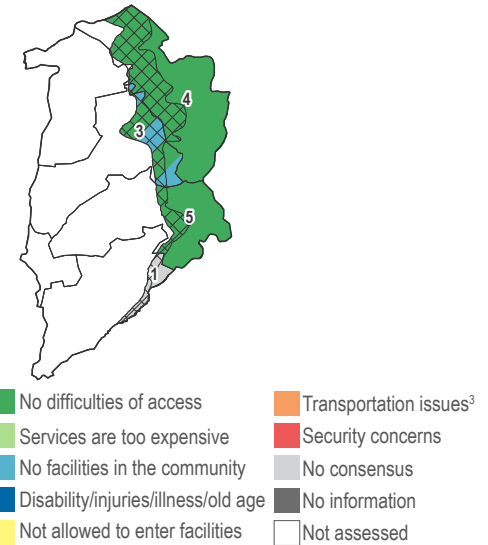 4
3
5
1
No difficulties of access
Services are too expensive
No facilities in the community
Disability/injuries/illness/old age
Not allowed to enter facilities
Transportation issues³
Security concerns
No consensus
No information
Not assessed